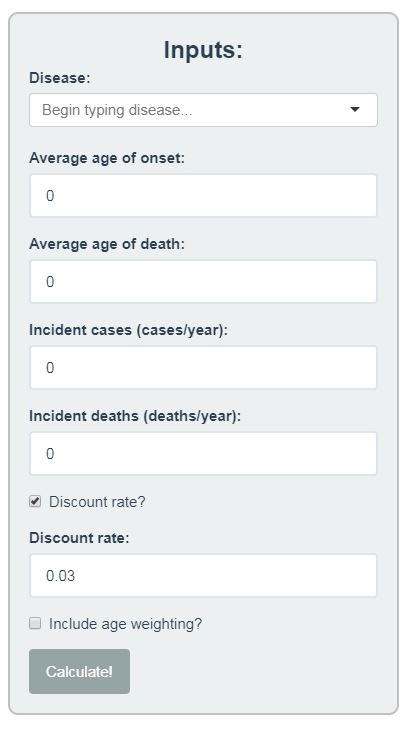 Inputs:
Disease:
Begin typing disease...
Average age of onset:
0
Average age of death:
0
Incident cases (cases/year):
0
Incident deaths (deaths/year):
0
Discount rate?
Discount rate:
0.03
Include age weighting?
Calculate!